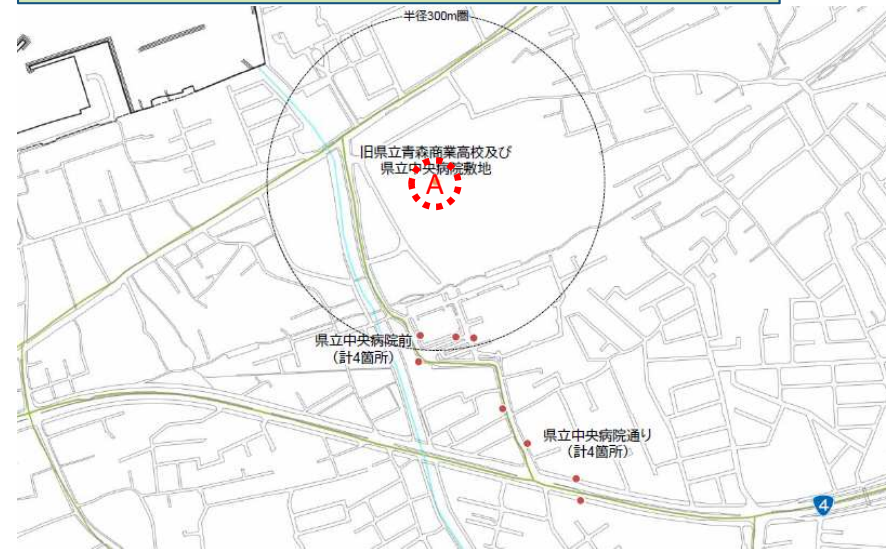 半径300m圏
旧県立青森商業高校及び
県立中央病院敷地
A
県立中央病院前
(計4箇所)
県立中央病院通り
(計4箇所)
4